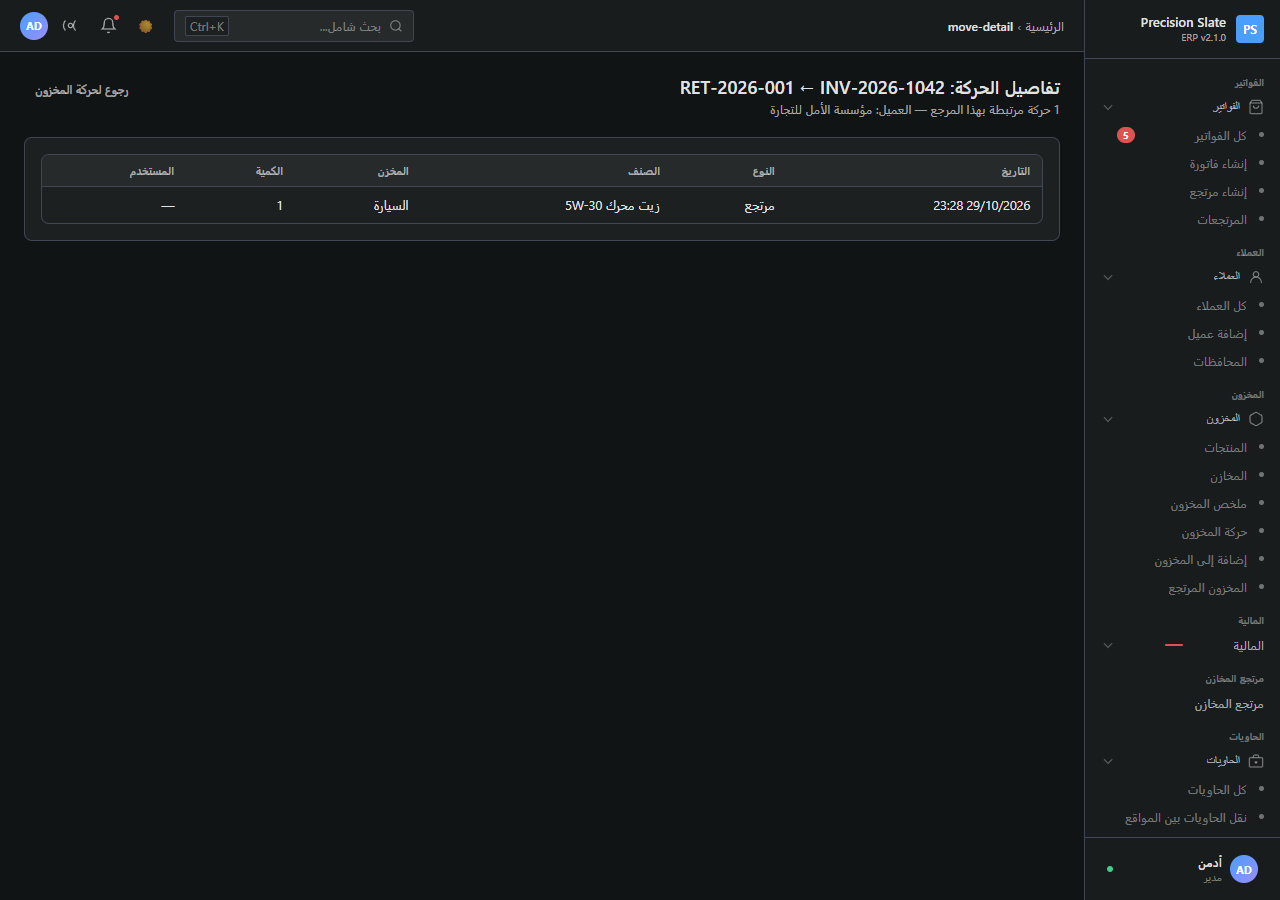 Precision Slate
ERP v2.1.0
PS
الرئيسية › move-detail
بحث شامل...
Ctrl+K
AD
تفاصيل الحركة: RET-2026-001 ← INV-2026-1042
1 حركة مرتبطة بهذا المرجع — العميل: مؤسسة الأمل للتجارة
رجوع لحركة المخزون
التاريخ النوع الصنف المخزن الكمية المستخدم
29/10/2026 23:28 مرتجع زيت محرك 5W-30 السيارة 1 —
الفواتير
الفواتير
كل الفواتير
5
إنشاء فاتورة
إنشاء مرتجع
المرتجعات
العملاء
العملاء
كل العملاء
إضافة عميل
المحافظات
المخزون
المخزون
المنتجات
المخازن
ملخص المخزون
حركة المخزون
إضافة إلى المخزون
المخزون المرتجع
المالية
المالية
مرتجع المخازن
مرتجع المخازن
الحاويات
الحاويات
كل الحاويات
نقل الحاويات بين المواقع
AD
أدمن
مدير